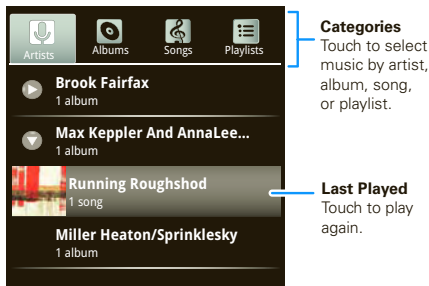 Artists
Albums
Songs
Playlists
Brook Fairfax
1 album
Max Keppler And AnnaLee...
1 album
Running Roughshod
1 song
Miller Heaton/Sprinklesky
1 album
Categories
Touch to select
music by artist,
album, song,
or playlist.
Last Played
Touch to play
again.